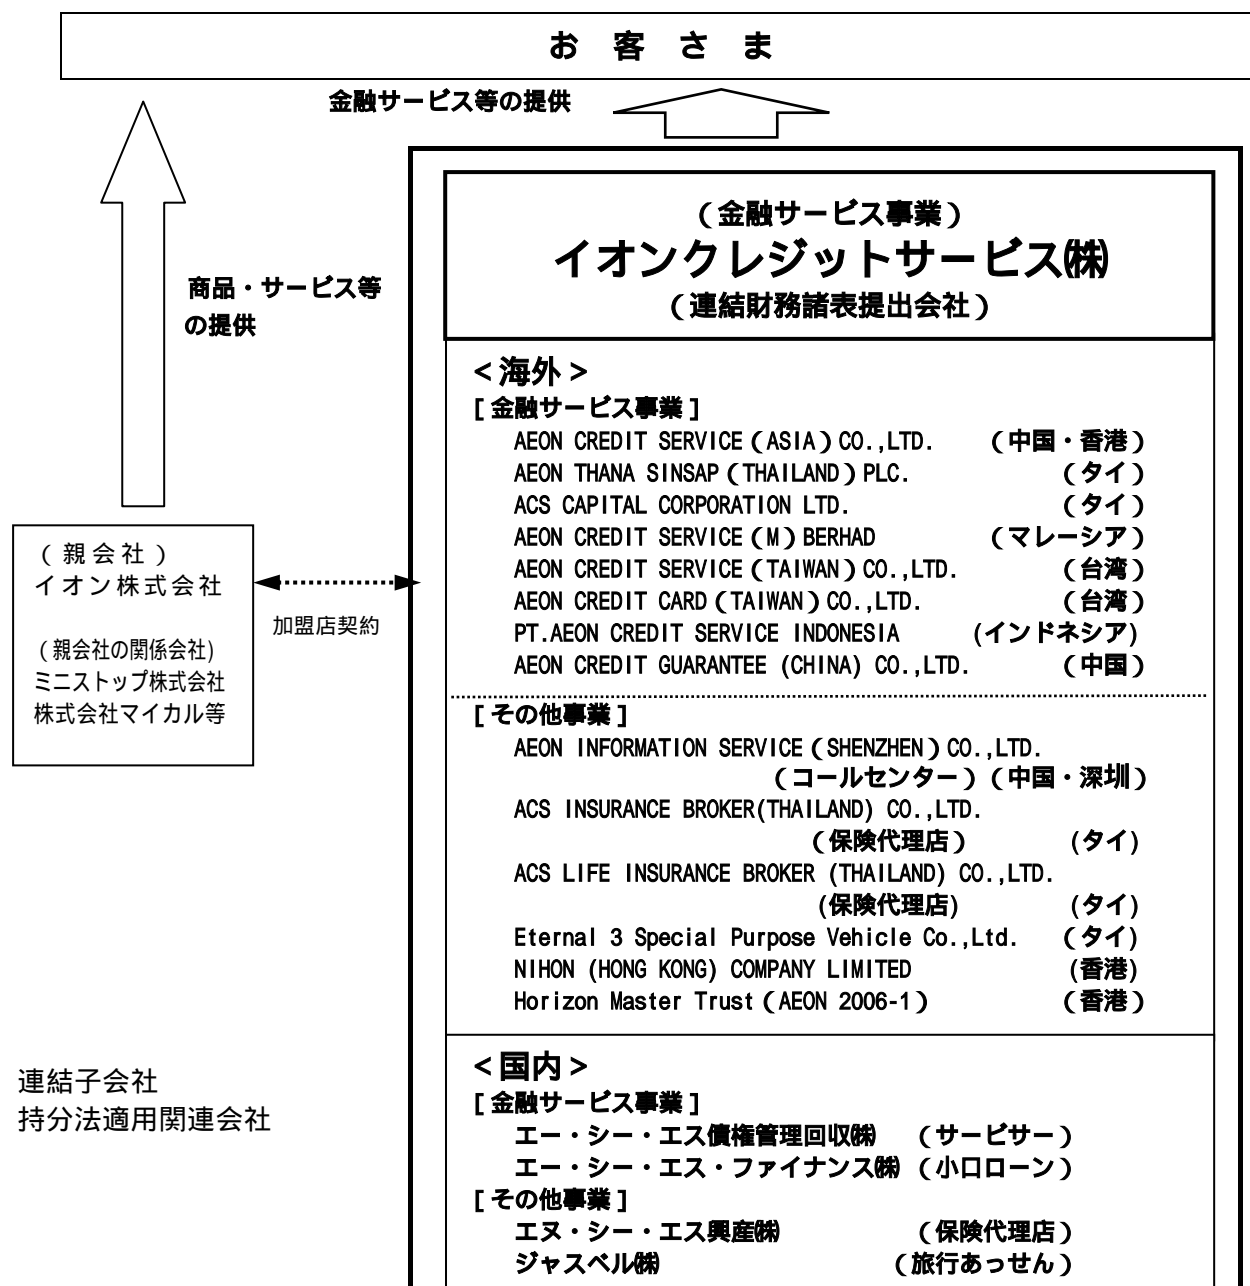 お 客 さ ま
金融サービス等の提供
商品・サービス等
の提供
（親会社）
イオン株式会社
（親会社の関係会社)
ミニストップ株式会社
株式会社マイカル等
加盟店契約
（金融サービス事業）
イオンクレジットサービス㈱
（連結財務諸表提出会社）
＜海外＞
[ 金融サービス事業 ]
AEON CREDIT SERVICE（ASIA）CO.,LTD. （中国・香港）
AEON THANA SINSAP（THAILAND）PLC. （タイ）
ACS CAPITAL CORPORATION LTD. （タイ）
AEON CREDIT SERVICE（M）BERHAD （マレーシア）
AEON CREDIT SERVICE（TAIWAN）CO.,LTD. （台湾）
AEON CREDIT CARD（TAIWAN）CO.,LTD. （台湾）
PT.AEON CREDIT SERVICE INDONESIA (インドネシア)
AEON CREDIT GUARANTEE (CHINA) CO.,LTD. （中国）
[ その他事業 ]
AEON INFORMATION SERVICE（SHENZHEN）CO.,LTD.
（コールセンター）（中国・深圳）
ACS INSURANCE BROKER(THAILAND) CO.,LTD.
（保険代理店） (タイ)
ACS LIFE INSURANCE BROKER (THAILAND) CO.,LTD.
(保険代理店) (タイ)
Eternal 3 Special Purpose Vehicle Co.,Ltd. （タイ)
NIHON (HONG KONG) COMPANY LIMITED (香港)
Horizon Master Trust（AEON 2006-1） （香港）
＜国内＞
[ 金融サービス事業 ]
エー・シー・エス債権管理回収㈱ （サービサー）
エー・シー・エス・ファイナンス㈱ （小口ローン）
[ その他事業 ]
エヌ・シー・エス興産㈱ （保険代理店）
ジャスベル㈱ （旅行あっせん）
連結子会社
持分法適用関連会社